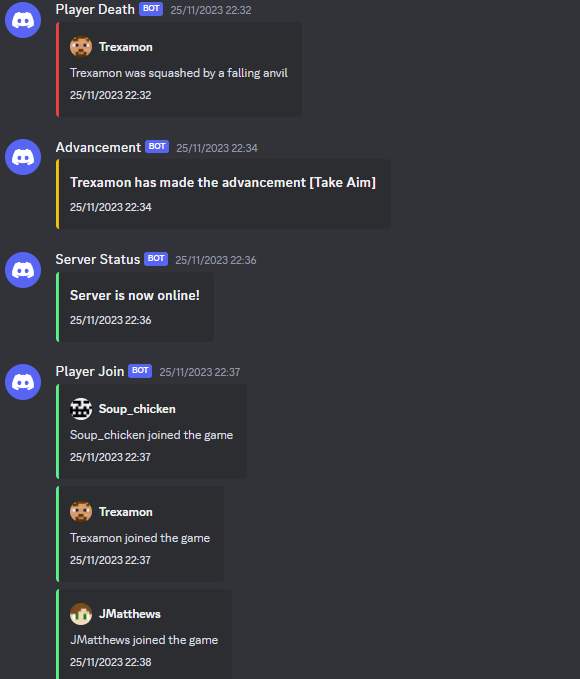 Player Death BOT 25/11/2023 22:32
Trexamon
Trexamon was squashed by a falling anvil
25/11/2023 22:32
Advancement BOT 25/11/2023 22:34
Trexamon has made the advancement [Take Aim]
25/11/2023 22:34
Server Status BOT 25/11/2023 22:36
Server is now online!
25/11/2023 22:36
Player Join BOT 25/11/2023 22:37
Soup_chicken
Soup_chicken joined the game
25/11/2023 22:37
Trexamon
Trexamon joined the game
25/11/2023 22:37
JMatthews
JMatthews joined the game
25/11/2023 22:38